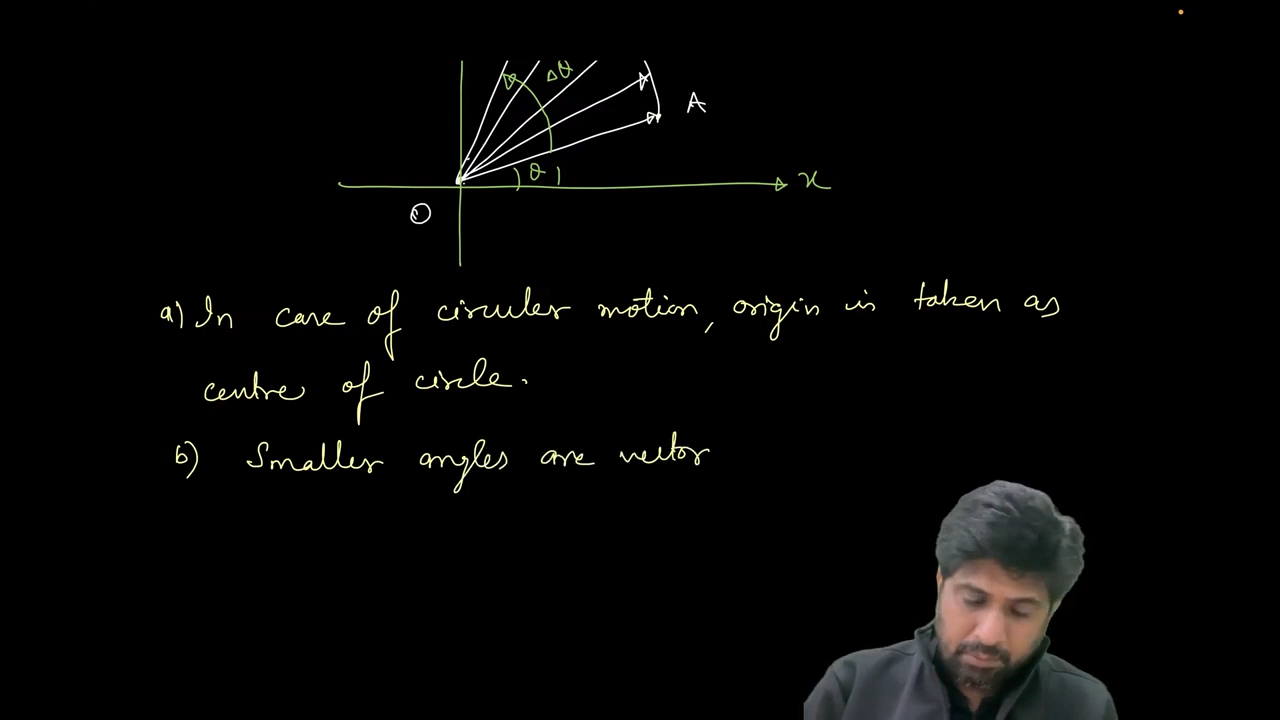 Δθ
A
θ
x
O
a) In case of circular motion, origin is taken as
centre of circle.
b) Smaller angles are vector